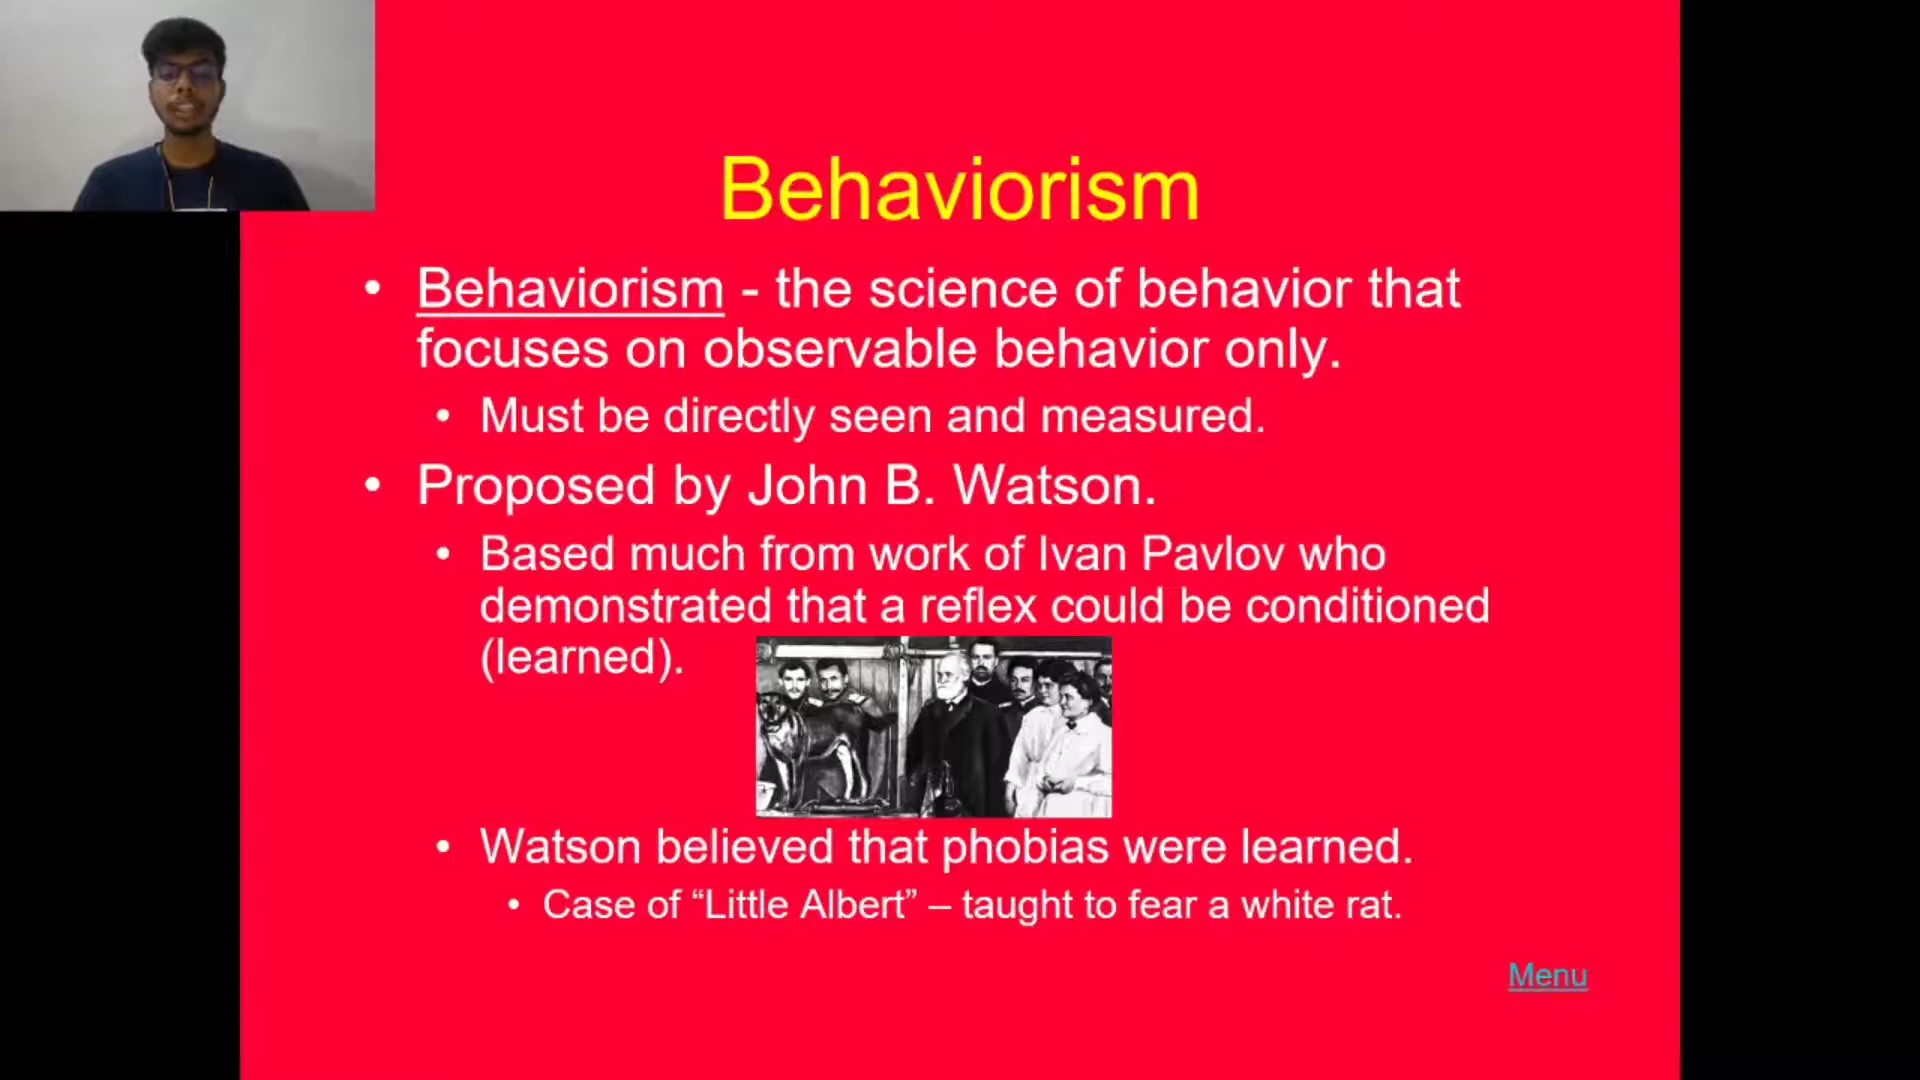 Behaviorism
• Behaviorism - the science of behavior that
focuses on observable behavior only.
• Must be directly seen and measured.
• Proposed by John B. Watson.
• Based much from work of Ivan Pavlov who
demonstrated that a reflex could be conditioned
(learned).
• Watson believed that phobias were learned.
• Case of “Little Albert” – taught to fear a white rat.
Menu